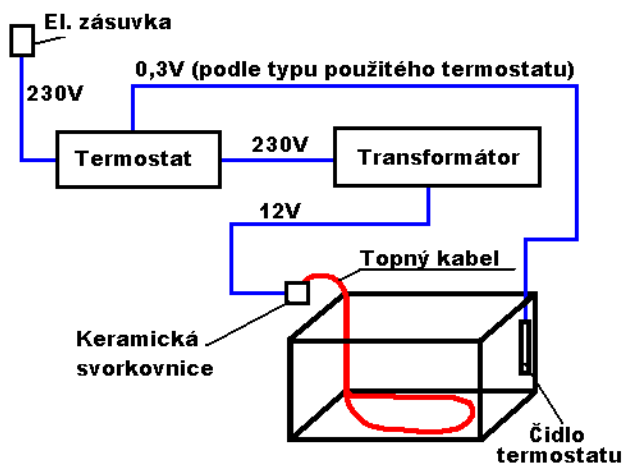 El. zásuvka
0,3V (podle typu použitého termostatu)
230V
Termostat
230V
Transformátor
12V
Topný kabel
Keramická
svorkovnice
Čidlo
termostatu